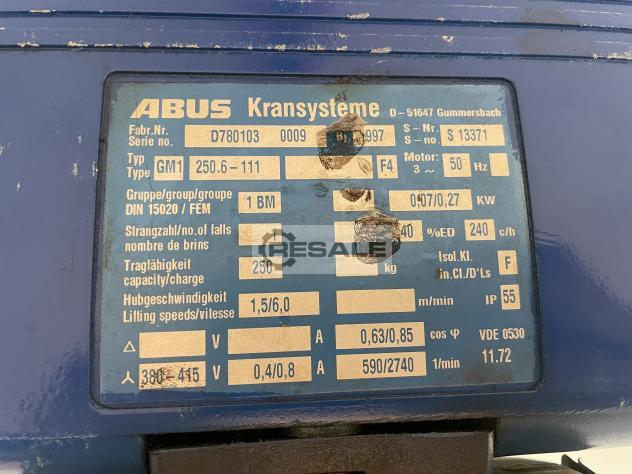 ABUS Kransysteme D-51647 Gummersbach
Fabr.Nr. D780103 0009 Bj 997 S-Nr.
Serie no. S-no. S 13371
Typ GM1 250.6-111 F4 Motor: 50 Hz
Type 3~
Gruppe/group/groupe 1 BM 0,07/0,27 KW
DIN 15020/FEM
Strangzahl/no.of falls 40 %ED 240 c/h
nombre de brins
RESALE
Tragfähigkeit 250 kg Isol.Kl. F
capacity/charge in.Cl./D'Ls
Hubgeschwindigkeit 1,5/6,0 m/min IP 55
Lifting speeds/vitesse
V A 0,63/0,85 cos φ VDE 0530
380-415 V 0,4/0,8 A 590/2740 1/min 11.72